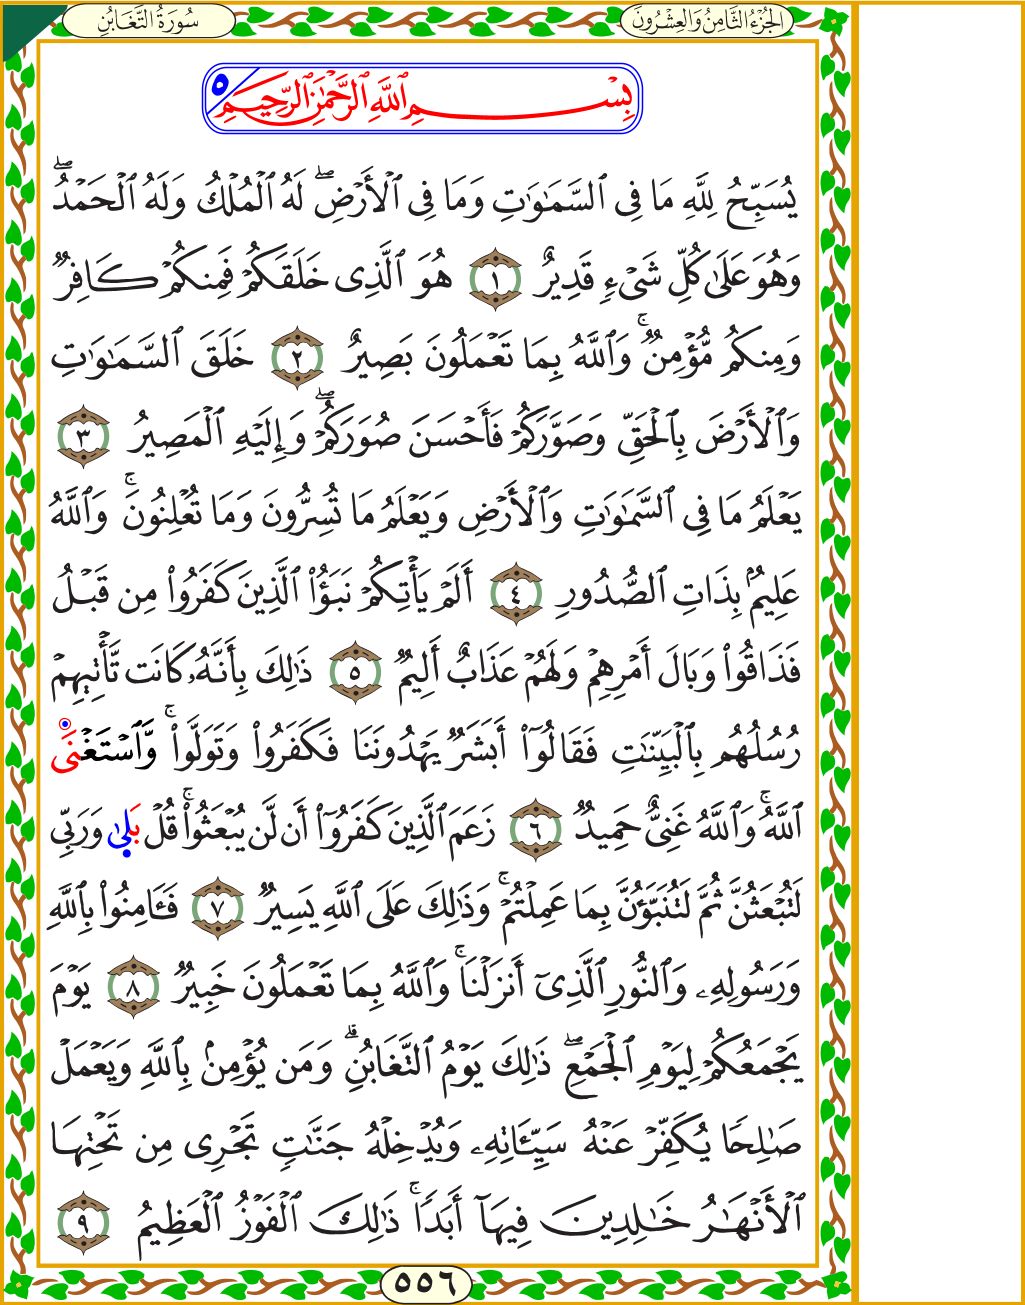 الجُزْءُ الثَّامِنُ وَالعِشْرُونَ
سُورَةُ التَّغَابُنِ
بِسْمِ ٱللَّهِ ٱلرَّحْمَٰنِ ٱلرَّحِيمِ ٥
يُسَبِّحُ لِلَّهِ مَا فِى ٱلسَّمَٰوَٰتِ وَمَا فِى ٱلْأَرْضِ ۖ لَهُ ٱلْمُلْكُ وَلَهُ ٱلْحَمْدُ ۖ
وَهُوَ عَلَىٰ كُلِّ شَىْءٍ قَدِيرٌ ١ هُوَ ٱلَّذِى خَلَقَكُمْ فَمِنكُمْ كَافِرٌ
وَمِنكُم مُّؤْمِنٌ ۚ وَٱللَّهُ بِمَا تَعْمَلُونَ بَصِيرٌ ٢ خَلَقَ ٱلسَّمَٰوَٰتِ
وَٱلْأَرْضَ بِٱلْحَقِّ وَصَوَّرَكُمْ فَأَحْسَنَ صُوَرَكُمْ ۖ وَإِلَيْهِ ٱلْمَصِيرُ ٣
يَعْلَمُ مَا فِى ٱلسَّمَٰوَٰتِ وَٱلْأَرْضِ وَيَعْلَمُ مَا تُسِرُّونَ وَمَا تُعْلِنُونَ ۚ وَٱللَّهُ
عَلِيمٌۢ بِذَاتِ ٱلصُّدُورِ ٤ أَلَمْ يَأْتِكُمْ نَبَؤُا۟ ٱلَّذِينَ كَفَرُوا۟ مِن قَبْلُ
فَذَاقُوا۟ وَبَالَ أَمْرِهِمْ وَلَهُمْ عَذَابٌ أَلِيمٌ ٥ ذَٰلِكَ بِأَنَّهُۥ كَانَت تَّأْتِيهِمْ
رُسُلُهُم بِٱلْبَيِّنَٰتِ فَقَالُوٓا۟ أَبَشَرٌ يَهْدُونَنَا فَكَفَرُوا۟ وَتَوَلَّوا۟ ۚ وَّٱسْتَغْنَى
ٱللَّهُ ۚ وَٱللَّهُ غَنِىٌّ حَمِيدٌ ٦ زَعَمَ ٱلَّذِينَ كَفَرُوٓا۟ أَن لَّن يُبْعَثُوا۟ ۚ قُلْ بَلَىٰ وَرَبِّى
لَتُبْعَثُنَّ ثُمَّ لَتُنَبَّؤُنَّ بِمَا عَمِلْتُمْ ۚ وَذَٰلِكَ عَلَى ٱللَّهِ يَسِيرٌ ٧ فَـَٔامِنُوا۟ بِٱللَّهِ
وَرَسُولِهِۦ وَٱلنُّورِ ٱلَّذِىٓ أَنزَلْنَا ۚ وَٱللَّهُ بِمَا تَعْمَلُونَ خَبِيرٌ ٨ يَوْمَ
يَجْمَعُكُمْ لِيَوْمِ ٱلْجَمْعِ ۖ ذَٰلِكَ يَوْمُ ٱلتَّغَابُنِ ۗ وَمَن يُؤْمِنۢ بِٱللَّهِ وَيَعْمَلْ
صَٰلِحًا يُكَفِّرْ عَنْهُ سَيِّـَٔاتِهِۦ وَيُدْخِلْهُ جَنَّٰتٍ تَجْرِى مِن تَحْتِهَا
ٱلْأَنْهَٰرُ خَٰلِدِينَ فِيهَآ أَبَدًا ۚ ذَٰلِكَ ٱلْفَوْزُ ٱلْعَظِيمُ ٩
٥٥٦